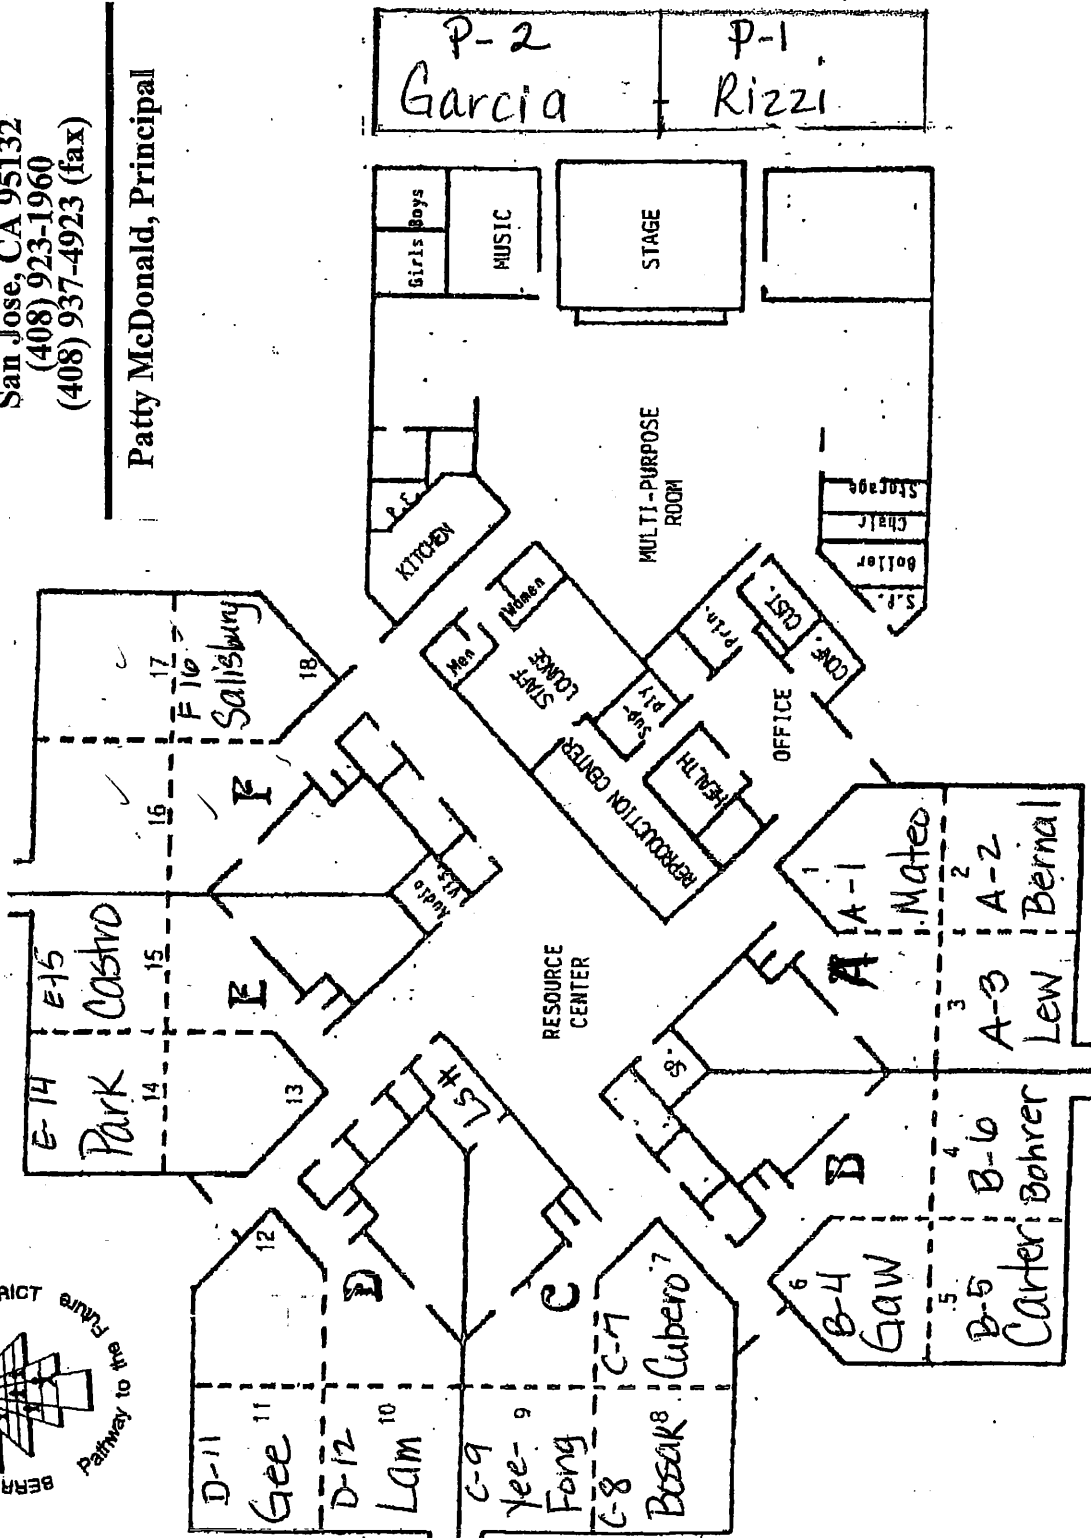 San Jose, CA 95132
(408) 923-1960
(408) 937-4923 (fax)
Patty McDonald, Principal
P-2
Garcia
P-1
Rizzi
Girls
Boys
MUSIC
STAGE
MULTI-PURPOSE
ROOM
KITCHEN
Storage
Chair
Boiler
S.P.
Men
Women
STAFF
LOUNGE
Sup-
ply
Prin.
CUST.
CONF.
OFFICE
HEALTH
REPRODUCTION CENTER
RESOURCE
CENTER
17
F 16
Salisbury
18
16
F
Audio
Vis.
E-15
Castro
15
E
E-14
Park
14
13
LSH
12
D
D-11
Gee
11
D-12
Lam
10
C-9
Yee-
Fong
9
C
C-7
Cubero
7
C-8
Bosak
8
1
A-1
Mateo
2
A-2
Bernal
A
3
A-3
Lew
B
4
B-6
Bohrer
6
B-4
Gaw
5
B-5
Carter
RICT
Pathway to the Future
BERR